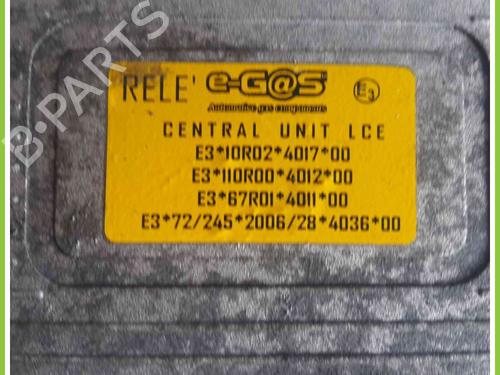 RELE' e-G@S E3
Automotive gas components
CENTRAL UNIT LCE
E3*10R02*4017*00
E3*110R00*4012*00
E3*67R01*4011*00
E3*72/245*2006/28*4036*00
B-PARTS